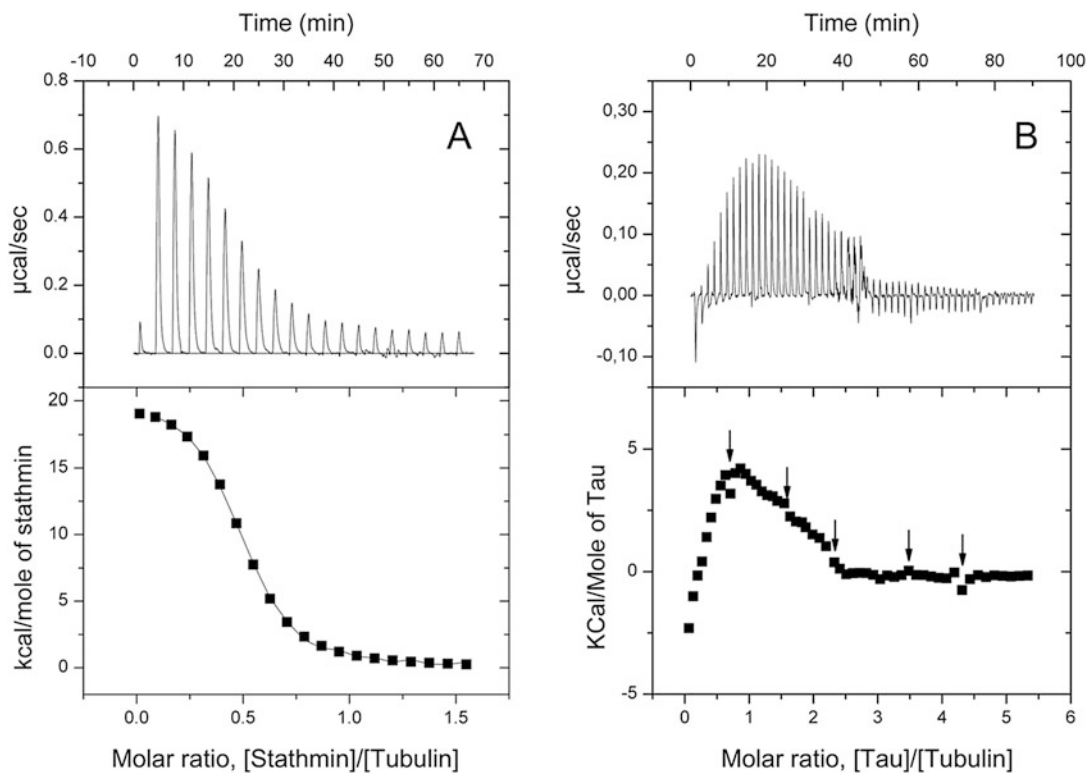 Time (min)
-10 0 10 20 30 40 50 60 70
0.8
0.6
0.4
0.2
0.0
µcal/sec
A
20
15
10
5
0
kcal/mole of stathmin
0.0 0.5 1.0 1.5
Molar ratio, [Stathmin]/[Tubulin]
Time (min)
0 20 40 60 80 100
0,30
0,20
0,10
0,00
-0,10
µcal/sec
B
5
0
-5
KCal/Mole of Tau
0 1 2 3 4 5 6
Molar ratio, [Tau]/[Tubulin]